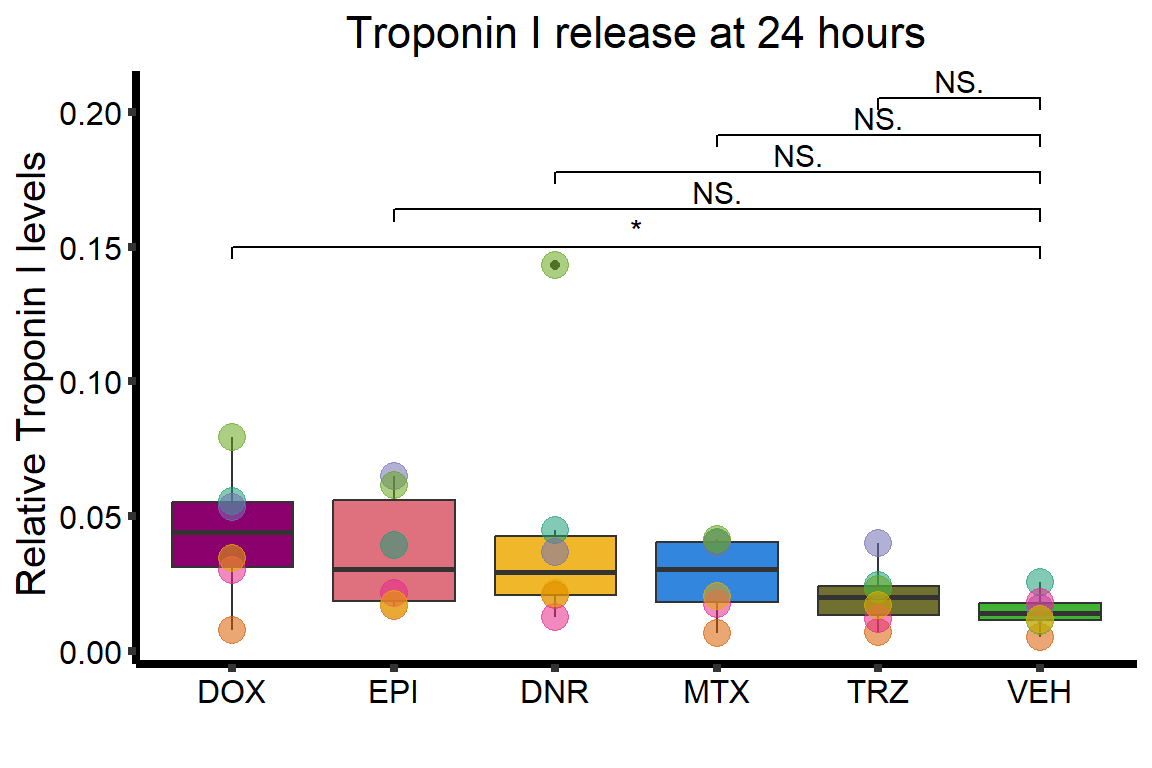 Troponin I release at 24 hours
Relative Troponin I levels
0.20
0.15
0.10
0.05
0.00
NS.
NS.
NS.
NS.
*
DOX EPI DNR MTX TRZ VEH